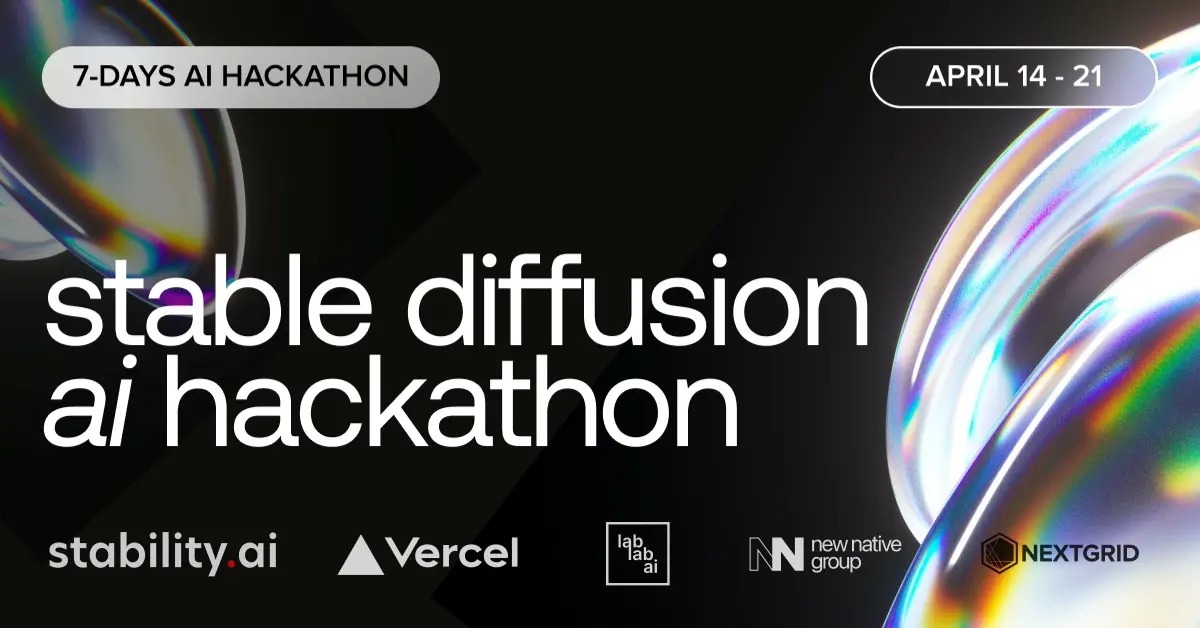 7-DAYS AI HACKATHON
APRIL 14 - 21
stable diffusion
ai hackathon
stability.ai
Vercel
lab
lab
ai
NN
new native
group
NEXTGRID